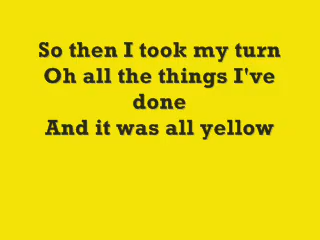 So then I took my turn
Oh all the things I've
done
And it was all yellow